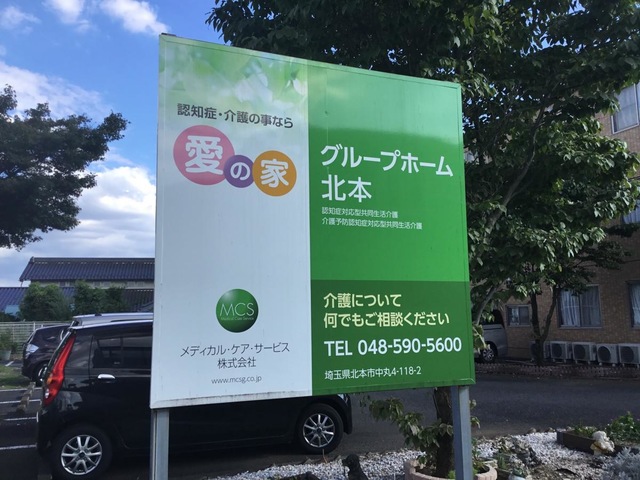 認知症・介護の事なら
愛の家
MCS
Medical Care Service
メディカル・ケア・サービス
株式会社
www.mcsg.co.jp
グループホーム
北本
認知症対応型共同生活介護
介護予防認知症対応型共同生活介護
介護について
何でもご相談ください
TEL 048-590-5600
埼玉県北本市中丸4-118-2